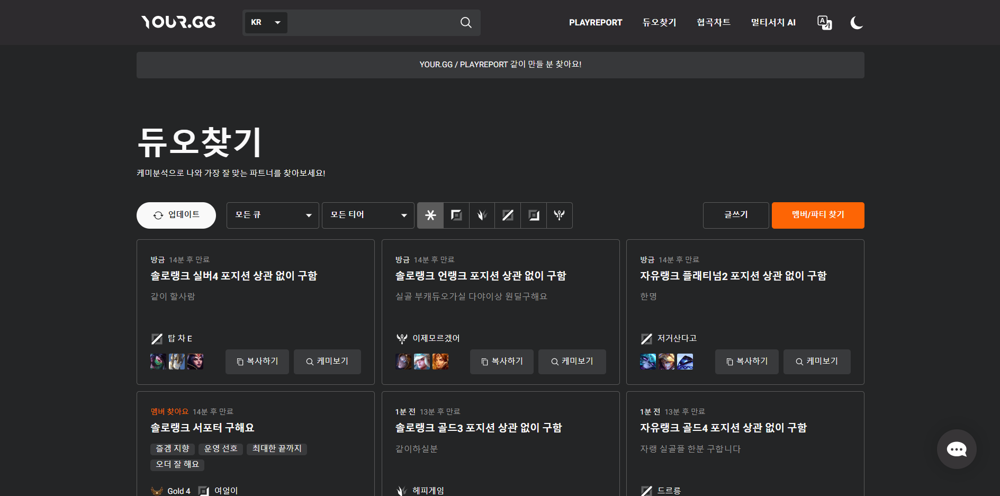 YOUR.GG
KR
PLAYREPORT
듀오찾기
협곡차트
멀티서치 AI
YOUR.GG / PLAYREPORT 같이 만들 분 찾아요!
듀오찾기
케미분석으로 나와 가장 잘 맞는 파트너를 찾아보세요!
업데이트
모든 큐
모든 티어
글쓰기
멤버/파티 찾기
방금 14분 후 만료
솔로랭크 실버4 포지션 상관 없이 구함
같이 할사람
탑 차 E
복사하기
케미보기
방금 14분 후 만료
솔로랭크 언랭크 포지션 상관 없이 구함
실골 부캐듀오가실 다야이상 원딜구해요
이제모르겠어
복사하기
케미보기
방금 14분 후 만료
자유랭크 플래티넘2 포지션 상관 없이 구함
한명
저거산다고
복사하기
케미보기
멤버 찾아요 14분 후 만료
솔로랭크 서포터 구해요
즐겜 지향 운영 선호 최대한 끝까지
오더 잘 해요
Gold 4 여얼이
1분 전 13분 후 만료
솔로랭크 골드3 포지션 상관 없이 구함
같이하실분
헤피게임
1분 전 13분 후 만료
자유랭크 골드4 포지션 상관 없이 구함
자랭 실골플 한분 구합니다
드르릉